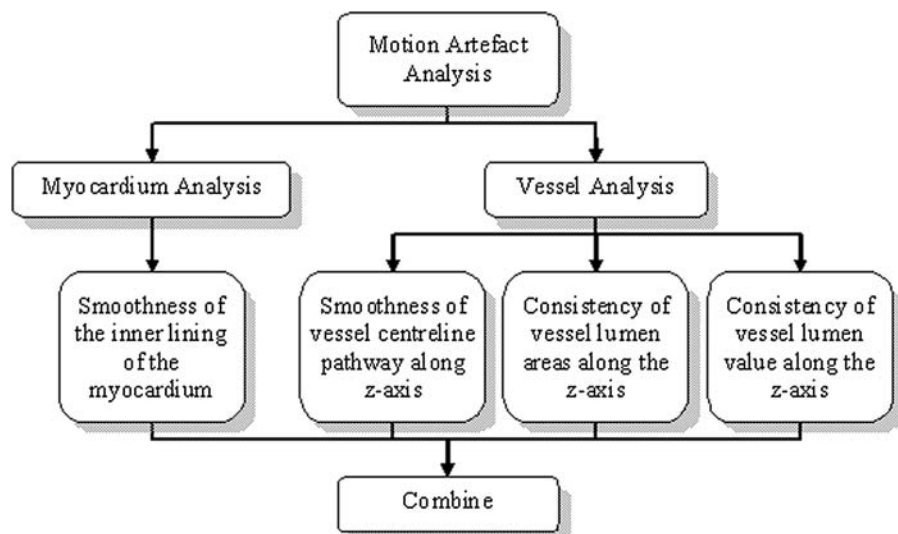 Motion Artefact
Analysis
Myocardium Analysis
Vessel Analysis
Smoothness of
the inner lining
of the
myocardium
Smoothness of
vessel centreline
pathway along
z-axis
Consistency of
vessel lumen
areas along the
z-axis
Consistency of
vessel lumen
value along the
z-axis
Combine